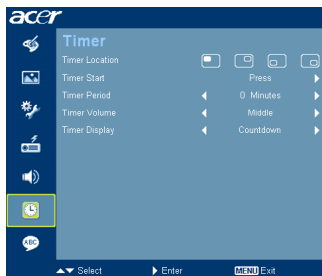 acer
Timer
Timer Location
Timer Start Press
Timer Period 0 Minutes
Timer Volume Middle
Timer Display Countdown
ABC
Select Enter MENU Exit